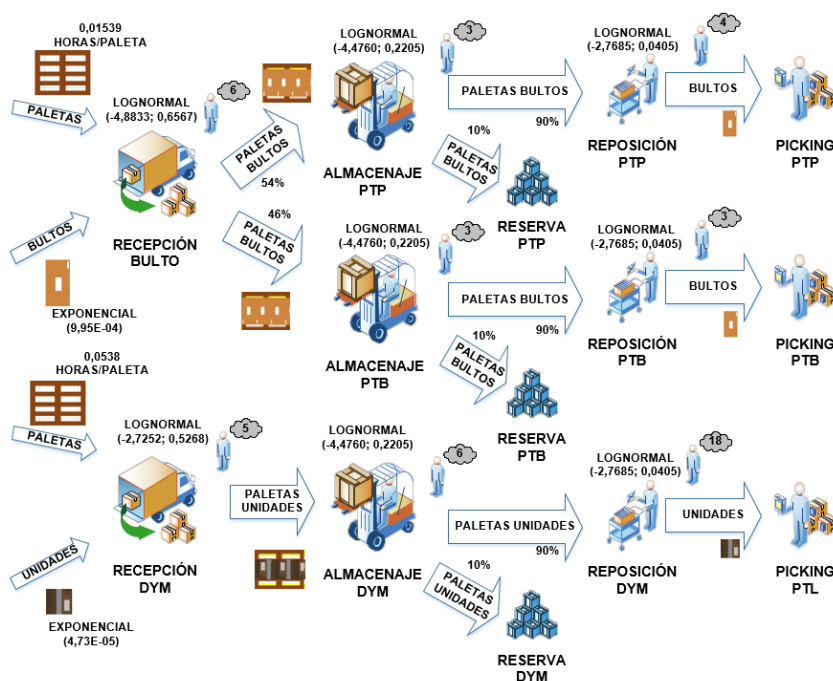 0,01539
HORAS/PALETA
PALETAS
LOGNORMAL
(-4,8833; 0,6567)
6
BULTOS
EXPONENCIAL
(9,95E-04)
RECEPCIÓN
BULTO
PALETAS
BULTOS
54%
46%
PALETAS
BULTOS
LOGNORMAL
(-4,4760; 0,2205)
3
ALMACENAJE
PTP
PALETAS BULTOS
90%
10%
PALETAS
BULTOS
RESERVA
PTP
LOGNORMAL
(-2,7685; 0,0405)
4
REPOSICIÓN
PTP
BULTOS
PICKING
PTP
LOGNORMAL
(-4,4760; 0,2205)
3
ALMACENAJE
PTB
PALETAS BULTOS
90%
10%
PALETAS
BULTOS
RESERVA
PTB
LOGNORMAL
(-2,7685; 0,0405)
3
REPOSICIÓN
PTB
BULTOS
PICKING
PTB
0,0538
HORAS/PALETA
PALETAS
LOGNORMAL
(-2,7252; 0,5268)
5
UNIDADES
EXPONENCIAL
(4,73E-05)
RECEPCIÓN
DYM
PALETAS
UNIDADES
LOGNORMAL
(-4,4760; 0,2205)
6
ALMACENAJE
DYM
PALETAS UNIDADES
90%
10%
PALETAS
UNIDADES
RESERVA
DYM
LOGNORMAL
(-2,7685; 0,0405)
18
REPOSICIÓN
DYM
UNIDADES
PICKING
PTL